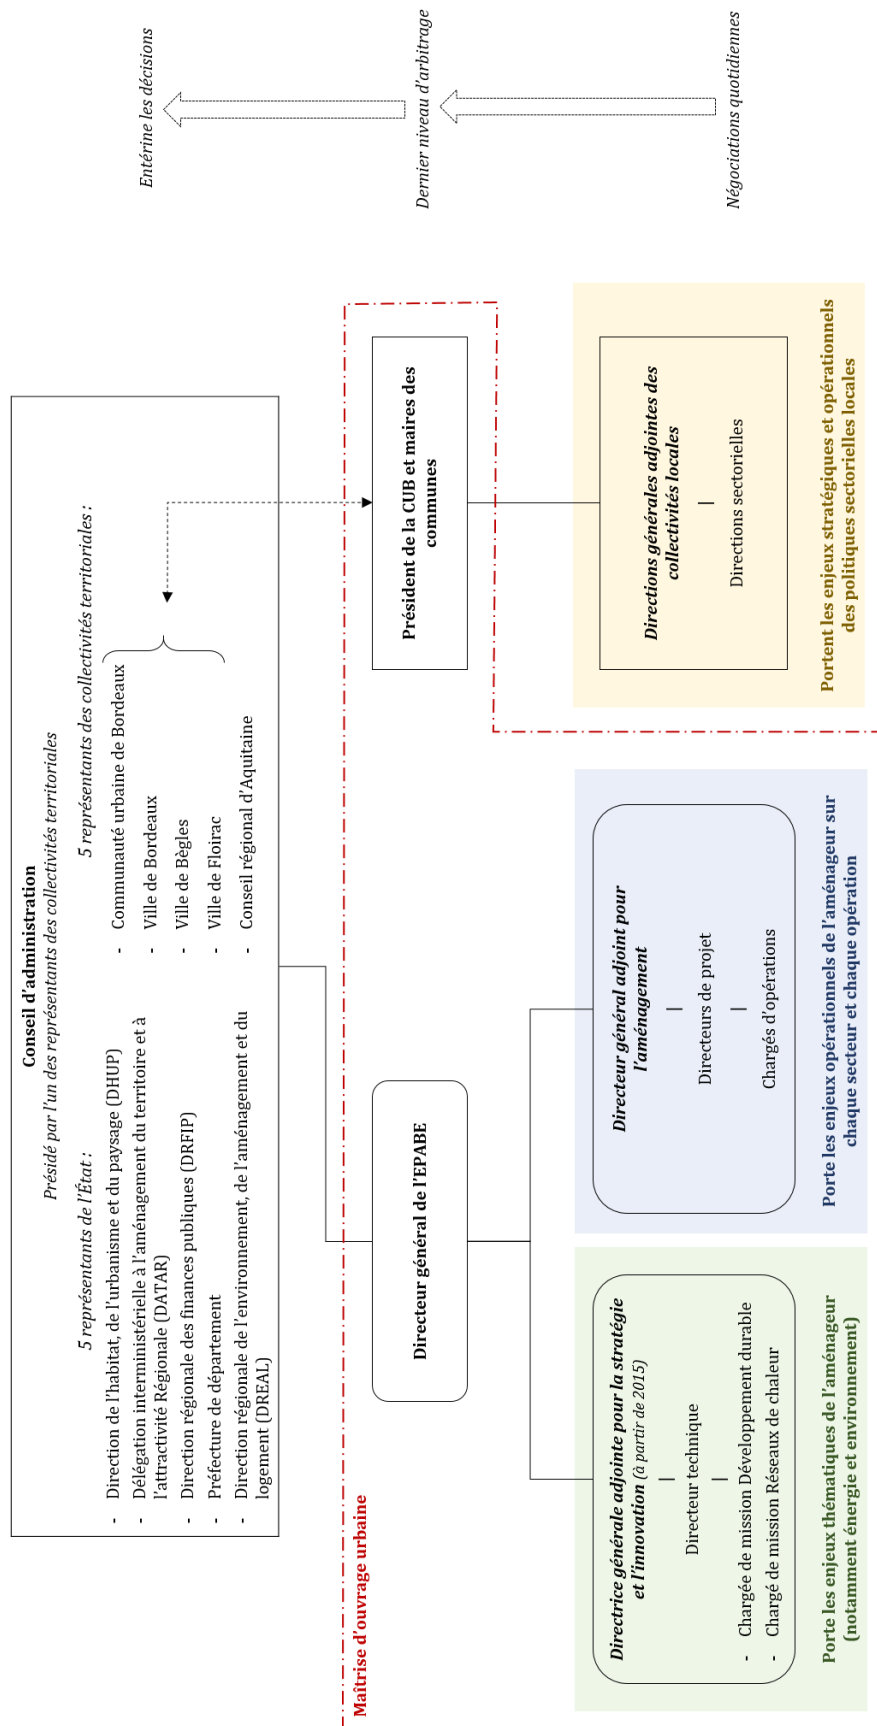 Conseil d'administration
Présidé par l'un des représentants des collectivités territoriales
5 représentants de l'État :
- Direction de l'habitat, de l'urbanisme et du paysage (DHUP)
- Délégation interministérielle à l'aménagement du territoire et à
l'attractivité Régionale (DATAR)
- Direction régionale des finances publiques (DRFIP)
- Préfecture de département
- Direction régionale de l'environnement, de l'aménagement et du
logement (DREAL)
5 représentants des collectivités territoriales :
- Communauté urbaine de Bordeaux
- Ville de Bordeaux
- Ville de Bègles
- Ville de Floirac
- Conseil régional d'Aquitaine
Entérine les décisions
Maîtrise d'ouvrage urbaine
Directeur général de l'EPABE
Président de la CUB et maires des
communes
Dernier niveau d'arbitrage
Directrice générale adjointe pour la stratégie
et l'innovation (à partir de 2015)
Directeur technique
- Chargée de mission Développement durable
- Chargé de mission Réseaux de chaleur
Porte les enjeux thématiques de l'aménageur
(notamment énergie et environnement)
Directeur général adjoint pour
l'aménagement
Directeurs de projet
Chargés d'opérations
Porte les enjeux opérationnels de l'aménageur sur
chaque secteur et chaque opération
Directions générales adjointes des
collectivités locales
Directions sectorielles
Portent les enjeux stratégiques et opérationnels
des politiques sectorielles locales
Négociations quotidiennes